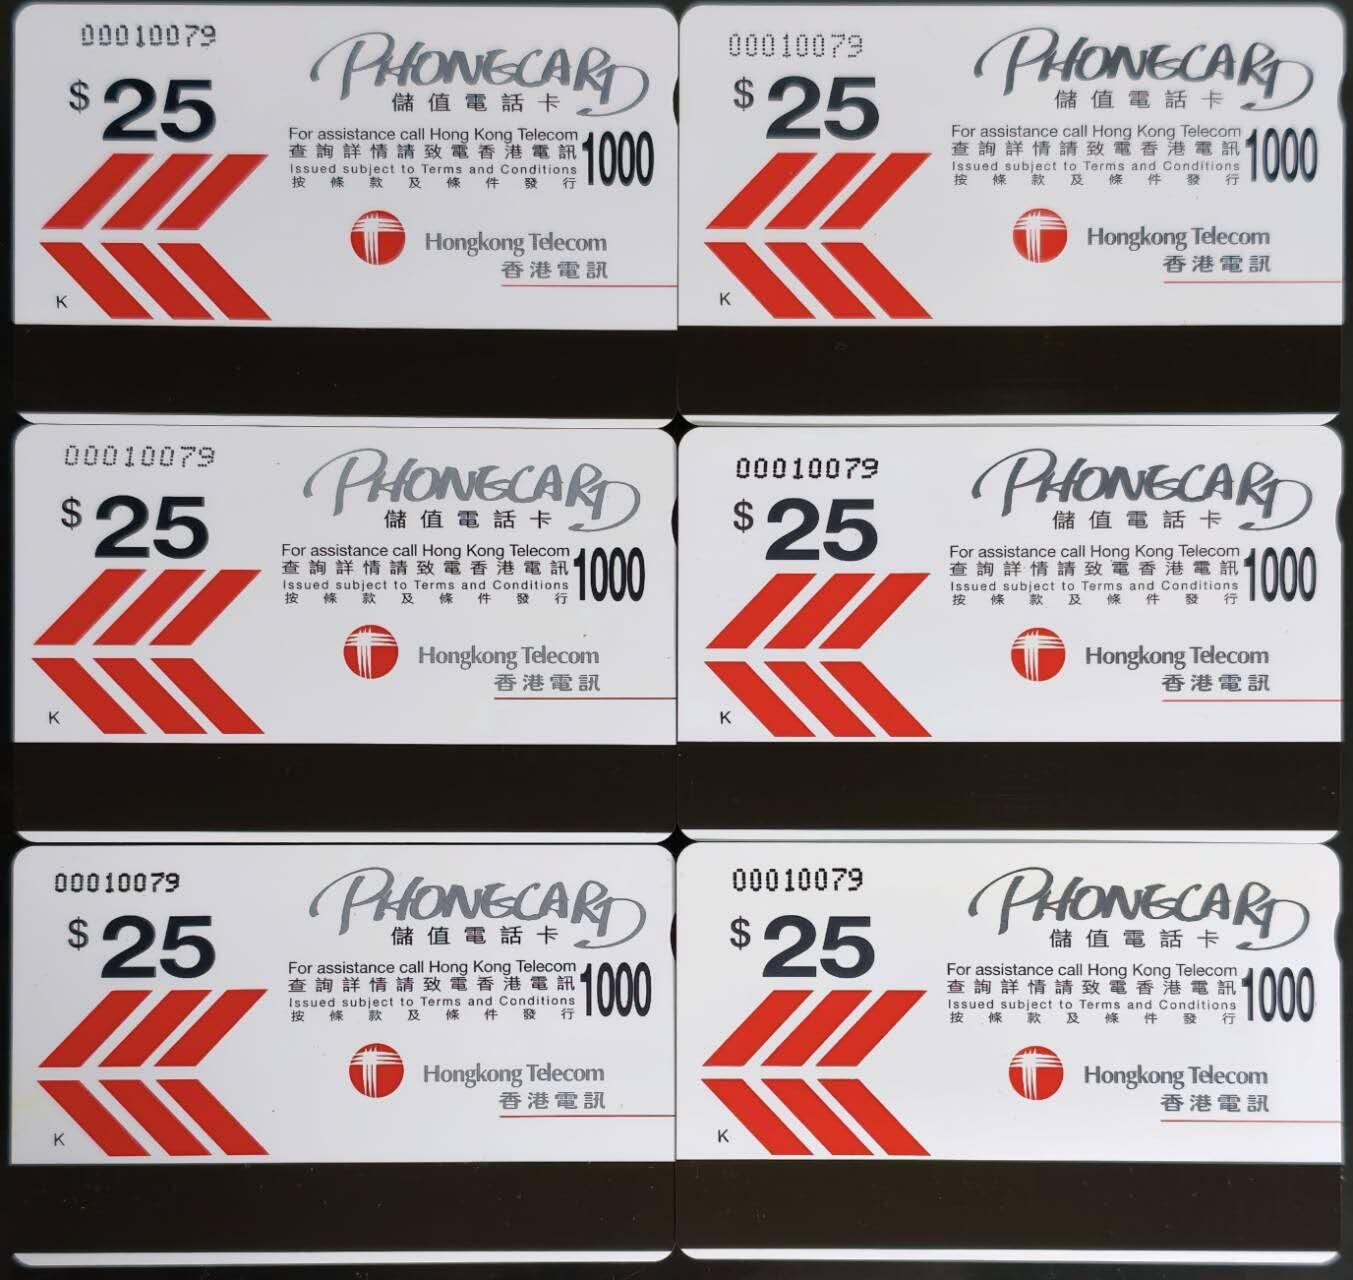 00010079
$ 25
PHONECARD
儲值電話卡
For assistance call Hong Kong Telecom
查詢詳情請致電香港電訊
1000
Issued subject to Terms and Conditions
按條款及條件發行
Hongkong Telecom
香港電訊
K
00010079
$ 25
PHONECARD
儲值電話卡
For assistance call Hong Kong Telecom
查詢詳情請致電香港電訊
1000
Issued subject to Terms and Conditions
按條款及條件發行
Hongkong Telecom
香港電訊
K
00010079
$ 25
PHONECARD
儲值電話卡
For assistance call Hong Kong Telecom
查詢詳情請致電香港電訊
1000
Issued subject to Terms and Conditions
按條款及條件發行
Hongkong Telecom
香港電訊
K
00010079
$ 25
PHONECARD
儲值電話卡
For assistance call Hong Kong Telecom
查詢詳情請致電香港電訊
1000
Issued subject to Terms and Conditions
按條款及條件發行
Hongkong Telecom
香港電訊
K
00010079
$ 25
PHONECARD
儲值電話卡
For assistance call Hong Kong Telecom
查詢詳情請致電香港電訊
1000
Issued subject to Terms and Conditions
按條款及條件發行
Hongkong Telecom
香港電訊
K
00010079
$ 25
PHONECARD
儲值電話卡
For assistance call Hong Kong Telecom
查詢詳情請致電香港電訊
1000
Issued subject to Terms and Conditions
按條款及條件發行
Hongkong Telecom
香港電訊
K